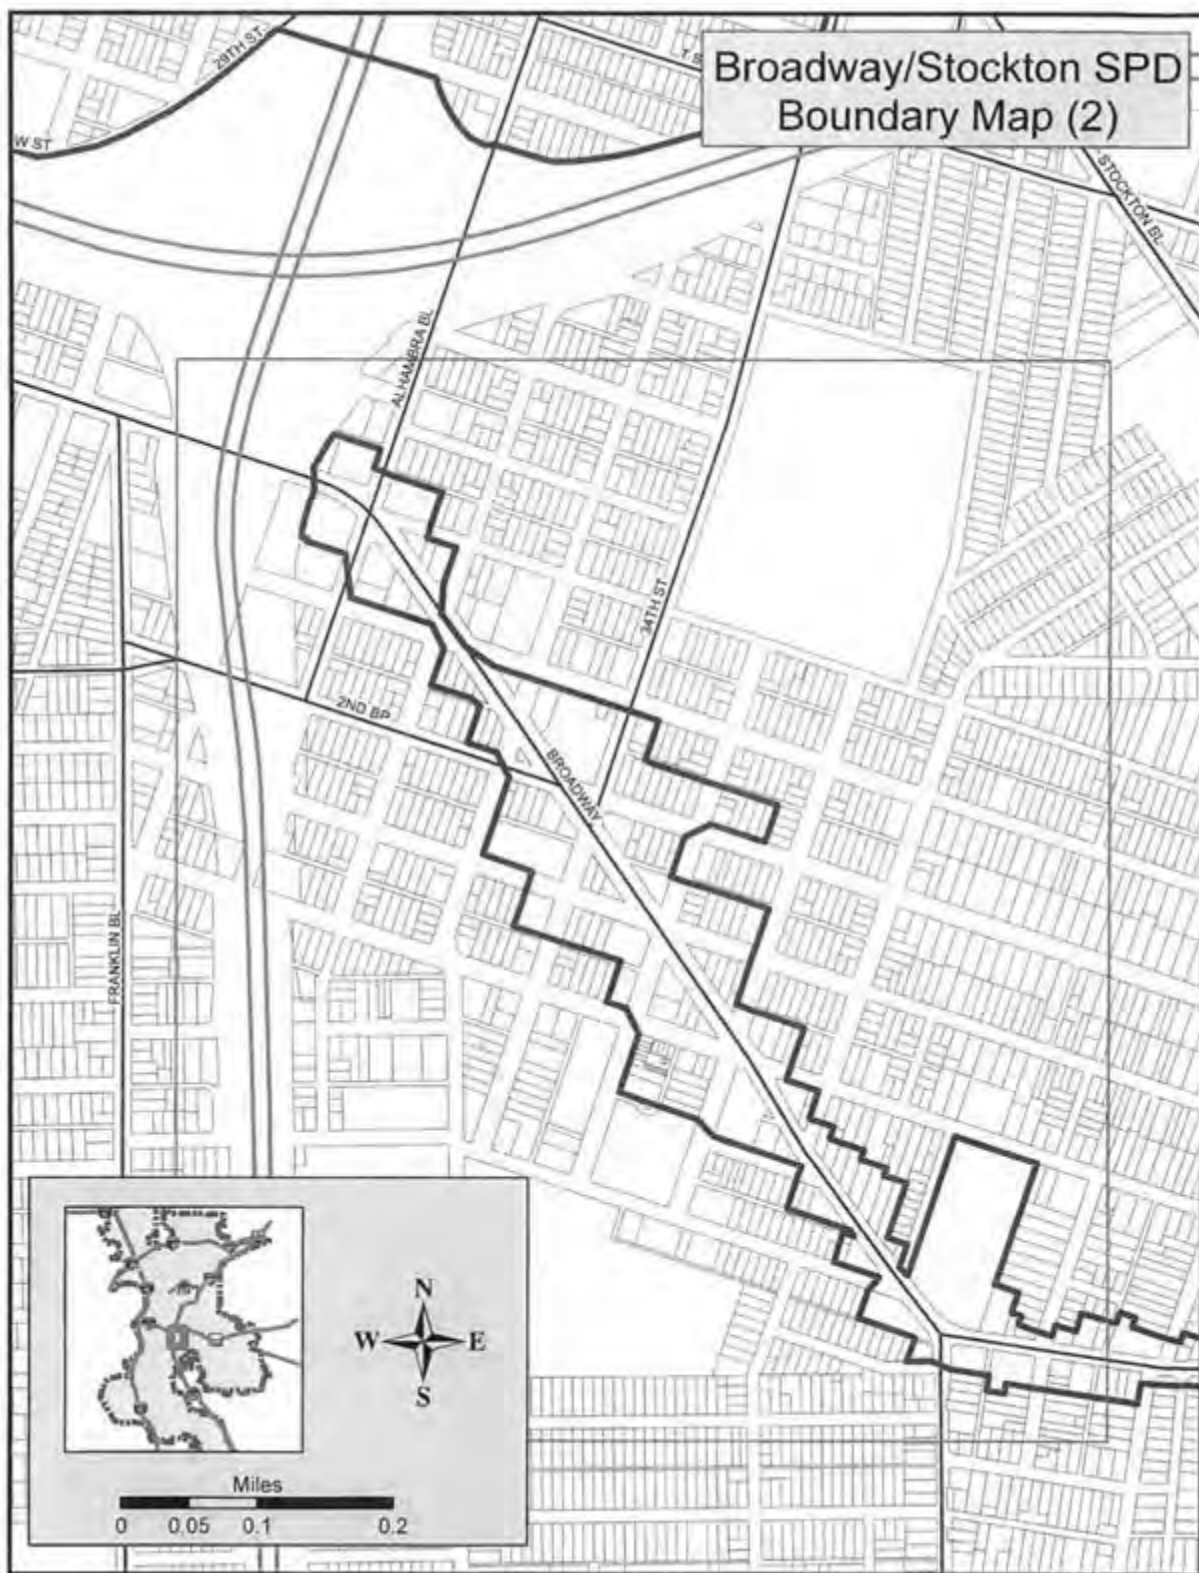 29TH ST.
T S
Broadway/Stockton SPD
Boundary Map (2)
W ST
STOCKTON BL
ALHAMBRA BL
34TH ST
2ND BP
BROADWAY
FRANKLIN BL
N
W E
S
Miles
0 0.05 0.1 0.2